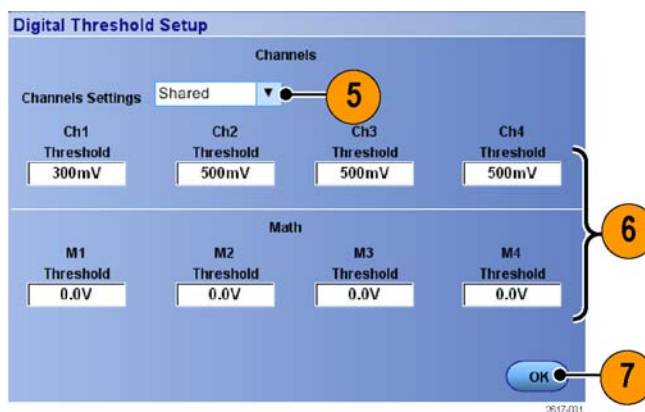 Digital Threshold Setup
Channels
Channels Settings Shared ▼ 5
Ch1 Ch2 Ch3 Ch4
Threshold Threshold Threshold Threshold
300mV 500mV 500mV 500mV
6
Math
M1 M2 M3 M4
Threshold Threshold Threshold Threshold
0.0V 0.0V 0.0V 0.0V
OK 7
2617-031